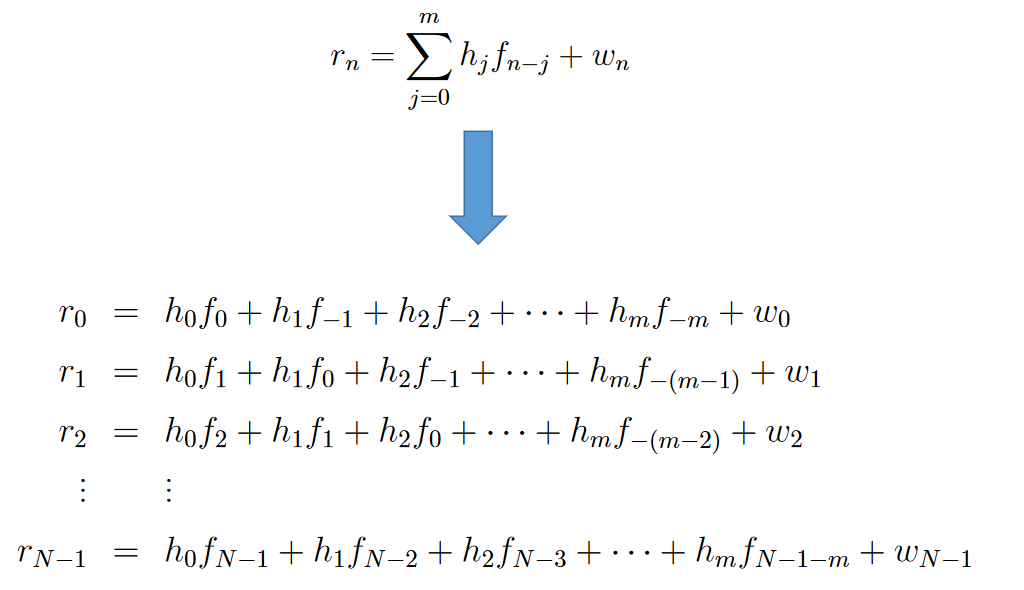 r_n = \sum_{j=0}^{m} h_j f_{n-j} + w_n
r_0 = h_0 f_0 + h_1 f_{-1} + h_2 f_{-2} + \cdots + h_m f_{-m} + w_0
r_1 = h_0 f_1 + h_1 f_0 + h_2 f_{-1} + \cdots + h_m f_{-(m-1)} + w_1
r_2 = h_0 f_2 + h_1 f_1 + h_2 f_0 + \cdots + h_m f_{-(m-2)} + w_2
\vdots \vdots
r_{N-1} = h_0 f_{N-1} + h_1 f_{N-2} + h_2 f_{N-3} + \cdots + h_m f_{N-1-m} + w_{N-1}